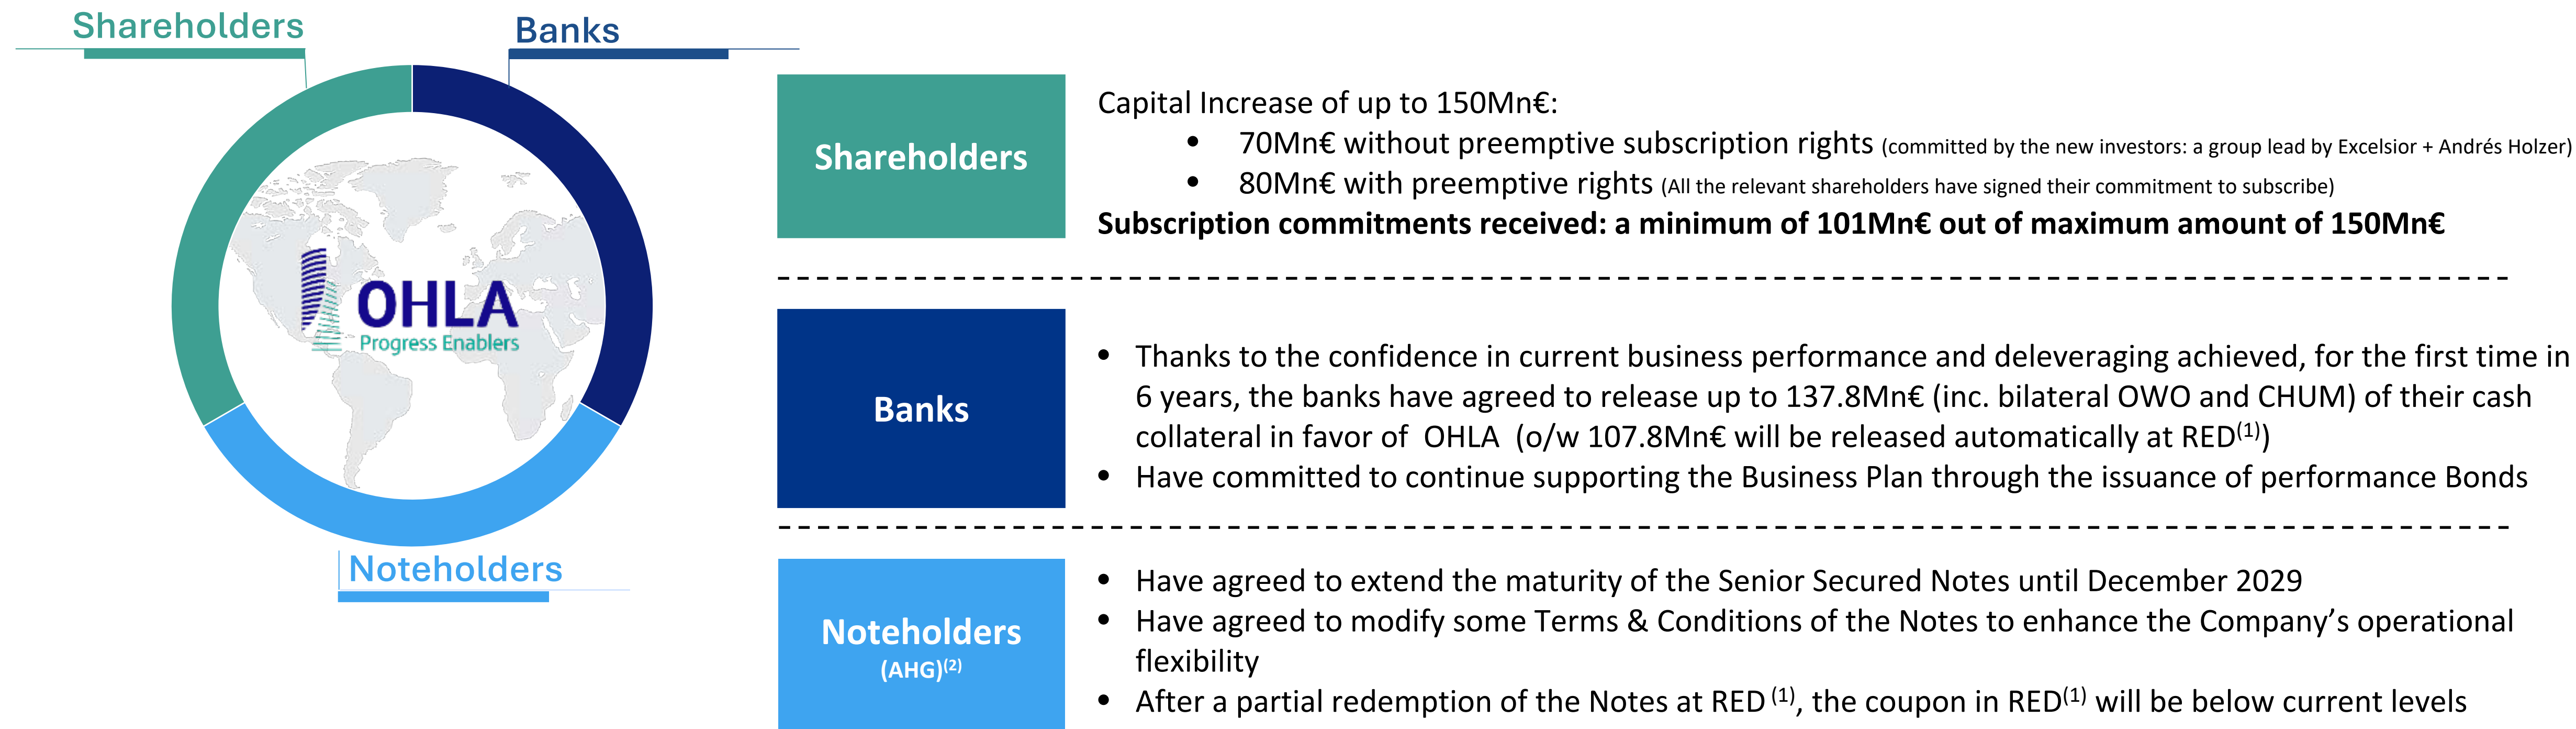 Shareholders
Banks
OHLA
Progress Enablers
Noteholders
Shareholders
Capital Increase of up to 150Mn€:
• 70Mn€ without preemptive subscription rights (committed by the new investors: a group lead by Excelsior + Andrés Holzer)
• 80Mn€ with preemptive rights (All the relevant shareholders have signed their commitment to subscribe)
Subscription commitments received: a minimum of 101Mn€ out of maximum amount of 150Mn€
Banks
• Thanks to the confidence in current business performance and deleveraging achieved, for the first time in
6 years, the banks have agreed to release up to 137.8Mn€ (inc. bilateral OWO and CHUM) of their cash
collateral in favor of OHLA (o/w 107.8Mn€ will be released automatically at RED(1))
• Have committed to continue supporting the Business Plan through the issuance of performance Bonds
Noteholders
(AHG)(2)
• Have agreed to extend the maturity of the Senior Secured Notes until December 2029
• Have agreed to modify some Terms & Conditions of the Notes to enhance the Company’s operational
flexibility
• After a partial redemption of the Notes at RED (1), the coupon in RED(1) will be below current levels